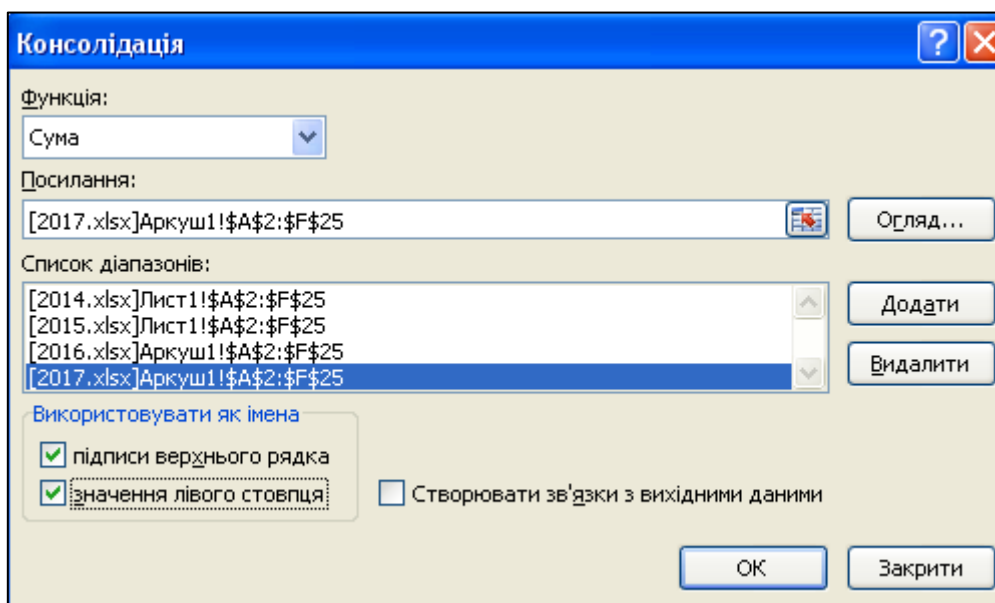 Консолідація
Функція:
Сума
Посилання:
[2017.xlsx]Аркуш1!$A$2:$F$25
Огляд...
Список діапазонів:
[2014.xlsx]Лист1!$A$2:$F$25
[2015.xlsx]Лист1!$A$2:$F$25
[2016.xlsx]Аркуш1!$A$2:$F$25
[2017.xlsx]Аркуш1!$A$2:$F$25
Додати
Видалити
Використовувати як імена
підписи верхнього рядка
значення лівого стовпця
Створювати зв'язки з вихідними даними
ОК
Закрити